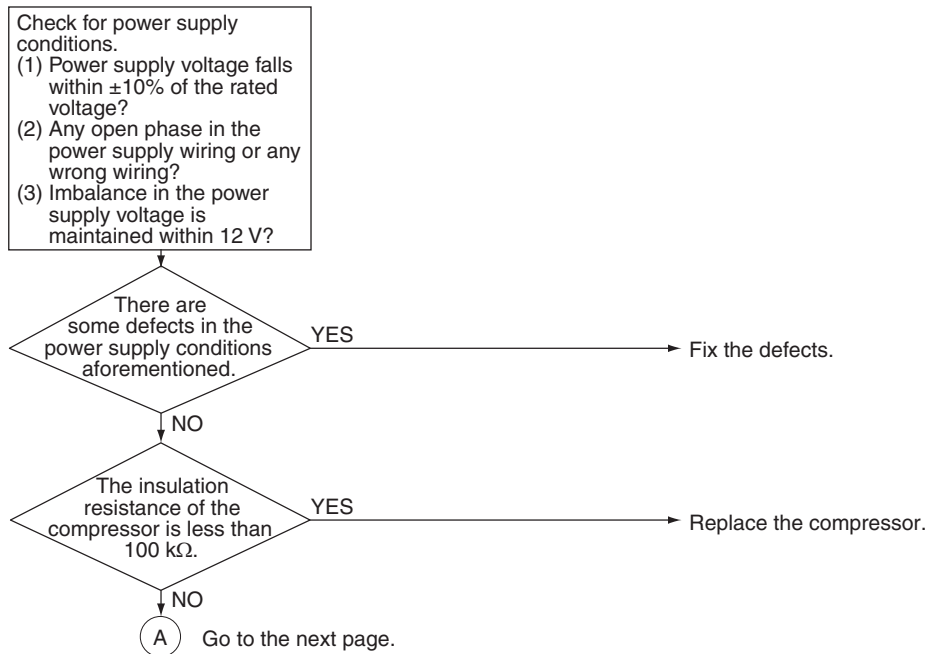 Check for power supply
conditions.
(1) Power supply voltage falls
within ±10% of the rated
voltage?
(2) Any open phase in the
power supply wiring or any
wrong wiring?
(3) Imbalance in the power
supply voltage is
maintained within 12 V?
There are
some defects in the
power supply conditions
aforementioned.
YES
Fix the defects.
NO
The insulation
resistance of the
compressor is less than
100 kΩ.
YES
Replace the compressor.
NO
A
Go to the next page.